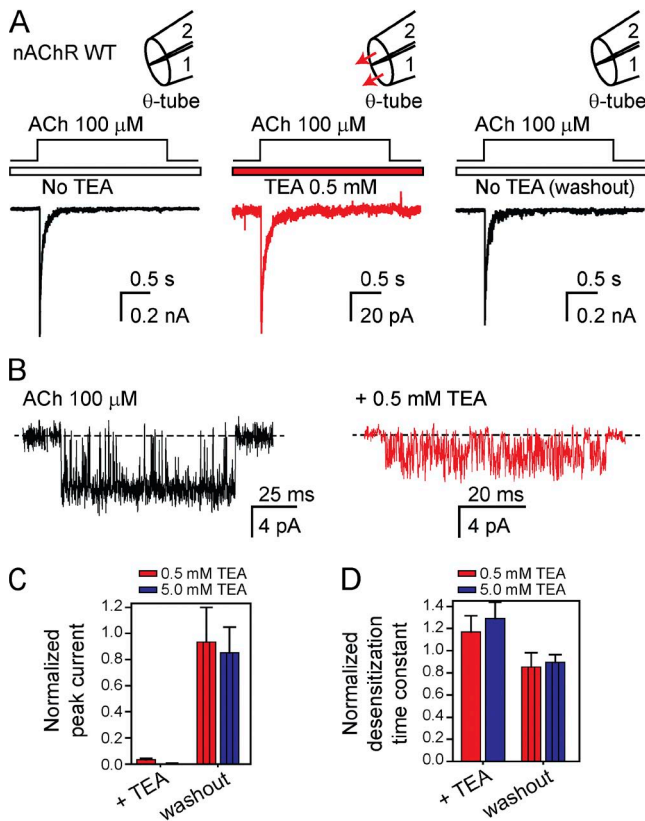 A
nAChR WT
2
1
θ-tube
2
1
θ-tube
2
1
θ-tube
ACh 100 μM
ACh 100 μM
ACh 100 μM
No TEA
TEA 0.5 mM
No TEA (washout)
0.5 s
0.2 nA
0.5 s
20 pA
0.5 s
0.2 nA
B
ACh 100 μM
+ 0.5 mM TEA
25 ms
4 pA
20 ms
4 pA
C
0.5 mM TEA
5.0 mM TEA
Normalized
peak current
1.2
1.0
0.8
0.6
0.4
0.2
0.0
+ TEA
washout
D
0.5 mM TEA
5.0 mM TEA
Normalized
desensitization
time constant
1.4
1.2
1.0
0.8
0.6
0.4
1.2
0.0
+ TEA
washout